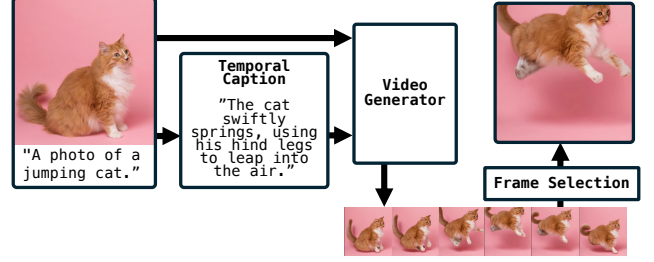 "A photo of a
jumping cat.”
Temporal
Caption
”The cat
swiftly
springs, using
his hind legs
to leap into
the air.”
Video
Generator
Frame Selection